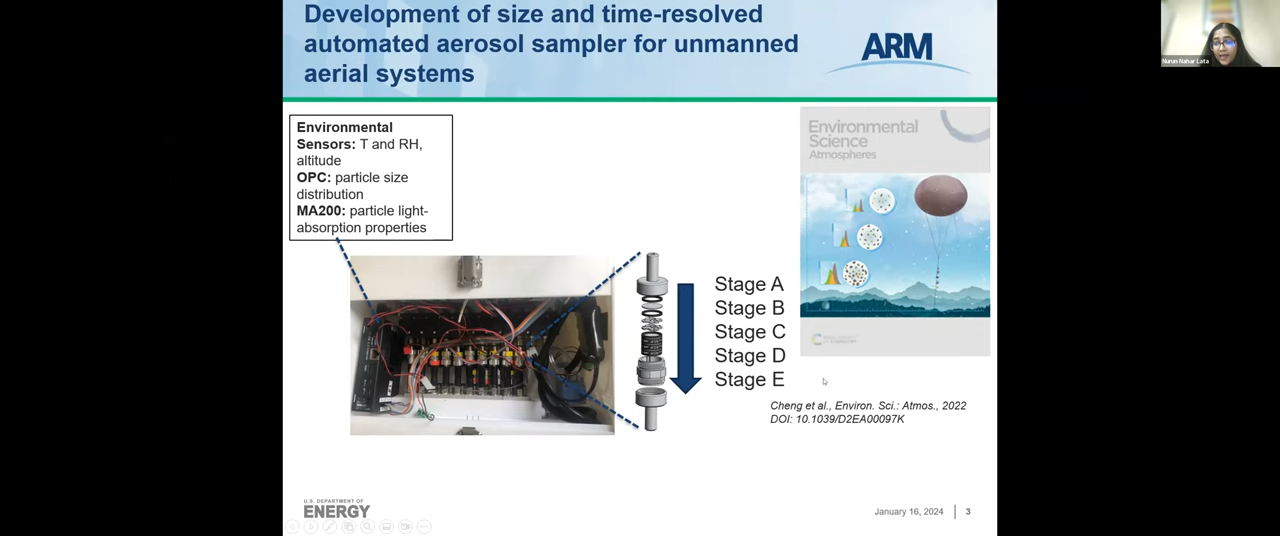 Development of size and time-resolved
automated aerosol sampler for unmanned
aerial systems
ARM
Nurun Nahar Lata
Environmental
Sensors: T and RH,
altitude
OPC: particle size
distribution
MA200: particle light-
absorption properties
Environmental
Science
Atmospheres
Stage A
Stage B
Stage C
Stage D
Stage E
Cheng et al., Environ. Sci.: Atmos., 2022
DOI: 10.1039/D2EA00097K
U.S. DEPARTMENT OF
ENERGY
January 16, 2024
3